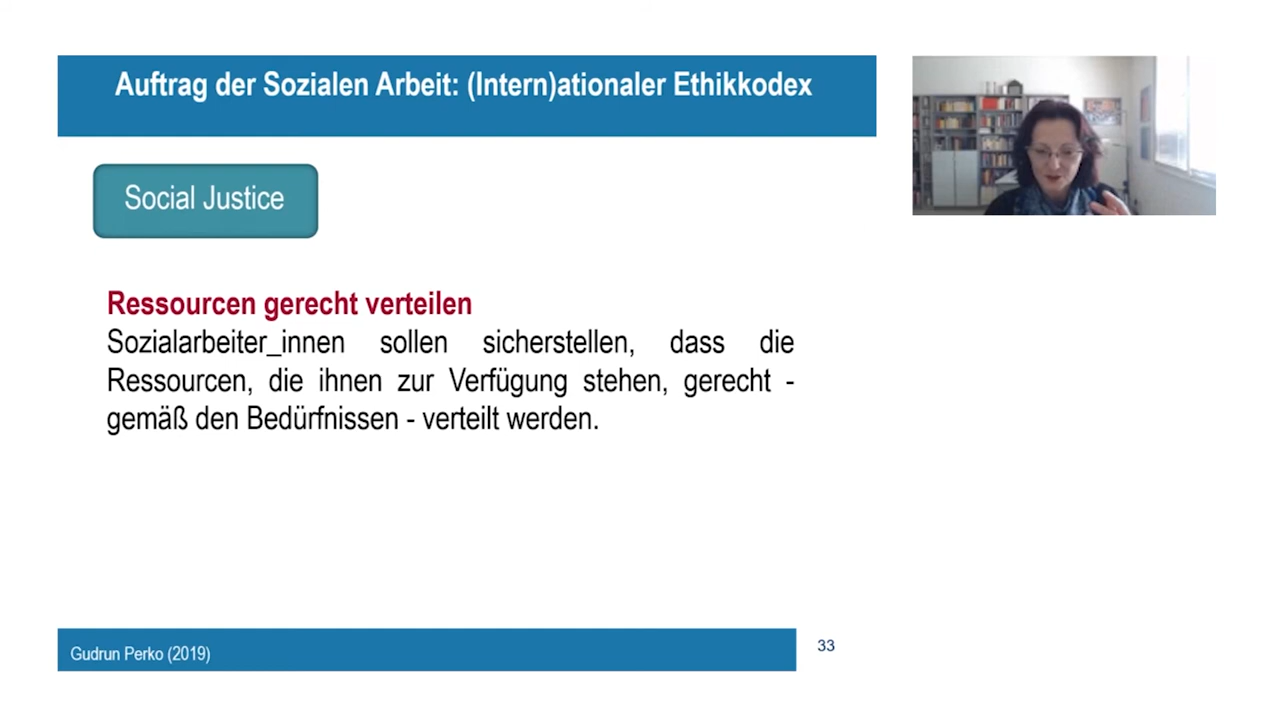 Auftrag der Sozialen Arbeit: (Intern)ationaler Ethikkodex
Social Justice
Ressourcen gerecht verteilen
Sozialarbeiter_innen sollen sicherstellen, dass die
Ressourcen, die ihnen zur Verfügung stehen, gerecht -
gemäß den Bedürfnissen - verteilt werden.
Gudrun Perko (2019)
33